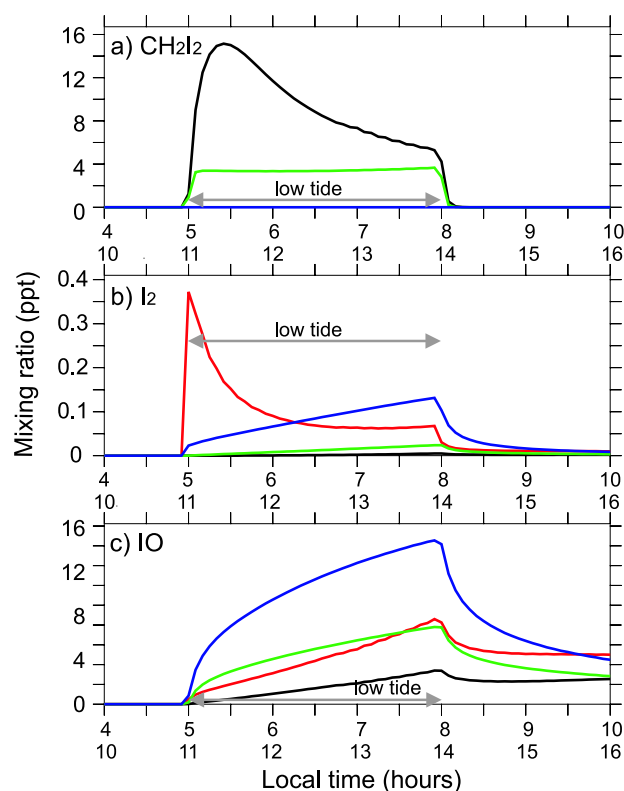 16
a) CH2I2
12
8
4
low tide
0
4 5 6 7 8 9 10
10 11 12 13 14 15 16
0.4
b) I2
0.3
low tide
0.2
0.1
0
4 5 6 7 8 9 10
10 11 12 13 14 15 16
16
c) IO
12
8
4
low tide
0
4 5 6 7 8 9 10
10 11 12 13 14 15 16
Mixing ratio (ppt)
Local time (hours)